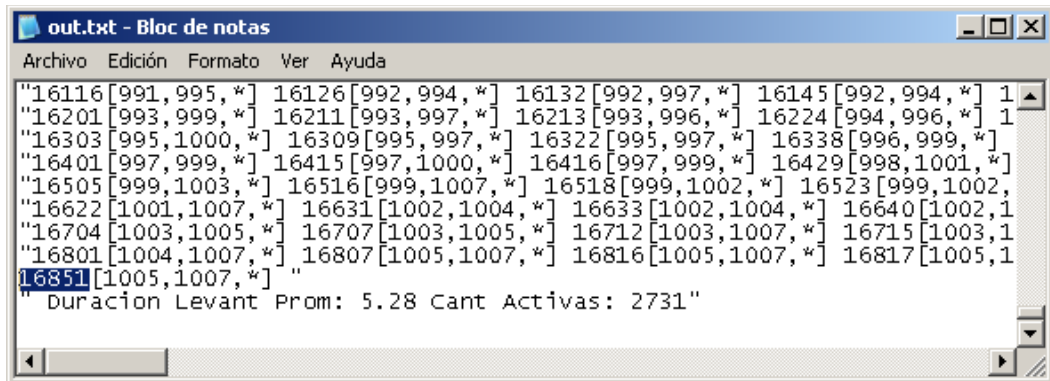 out.txt - Bloc de notas
Archivo Edición Formato Ver Ayuda
"16116[991,995,*] 16126[992,994,*] 16132[992,997,*] 16145[992,994,*] 1
"16201[993,999,*] 16211[993,997,*] 16213[993,996,*] 16224[994,996,*] 1
"16303[995,1000,*] 16309[995,997,*] 16322[995,997,*] 16338[996,999,*]
"16401[997,999,*] 16415[997,1000,*] 16416[997,999,*] 16429[998,1001,*]
"16505[999,1003,*] 16516[999,1007,*] 16518[999,1002,*] 16523[999,1002,
"16622[1001,1007,*] 16631[1002,1004,*] 16633[1002,1004,*] 16640[1002,1
"16704[1003,1005,*] 16707[1003,1005,*] 16712[1003,1007,*] 16715[1003,1
"16801[1004,1007,*] 16807[1005,1007,*] 16816[1005,1007,*] 16817[1005,1
16851[1005,1007,*] "
" Duracion Levant Prom: 5.28 Cant Activas: 2731"